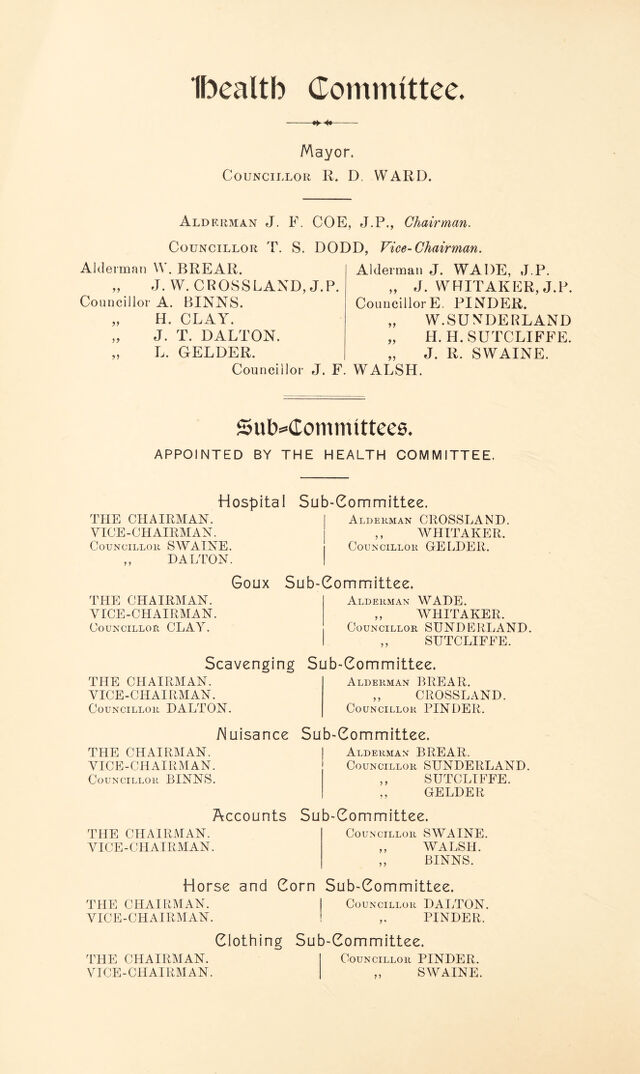 Health Committee.
Mayor.
Councillor R. D. WARD.
Alderman J. F. COE, J.P., Chairman.
Councillor T. S. DODD, Vice-Chairman.
Alderman W. BREAR.
„ J. W. CROSSLAND, J.P.
Councillor A. BINNS.
„ H. CLAY.
„ J. T. DALTON.
„ L. GELDER.
Alderman J. WADE, J.P.
„ J. WHITAKER, J.P.
Councillor E. PINDER.
„ W. SUNDERLAND
„ H. H. SUTCLIFFE.
„ J. R. SWAINE.
Councillor J. F. WALSH.
Sub-Committees.
APPOINTED BY THE HEALTH COMMITTEE.
Hospital Sub-Committee.
THE CHAIRMAN.
VICE-CHAIRMAN.
Councillor SWAINE.
„ DALTON.
Alderman CROSSLAND.
„ WHITAKER.
Councillor GELDER.
Goux Sub-Committee.
THE CHAIRMAN.
VICE-CHAIRMAN.
Councillor CLAY.
Alderman WADE.
„ WHITAKER.
Councillor SUNDERLAND.
„ SUTCLIFFE.
Scavenging Sub-Committee.
THE CHAIRMAN.
VICE-CHAIRMAN.
Councillor DALTON.
Alderman BREAR.
„ CROSSLAND.
Councillor PINDER.
Nuisance Sub-Committee.
THE CHAIRMAN.
VICE-CHAIRMAN.
Councillor BINNS.
Alderman BREAR.
Councillor SUNDERLAND.
„ SUTCLIFFE.
„ GELDER
Accounts Sub-Committee.
THE CHAIRMAN.
VICE-CHAIRMAN.
Councillor SWAINE.
„ WALSH.
„ BINNS.
Horse and Corn Sub-Committee.
THE CHAIRMAN.
VICE-CHAIRMAN.
Councillor DALTON.
„ PINDER.
Clothing Sub-Committee.
THE CHAIRMAN.
VICE-CHAIRMAN.
Councillor PINDER.
„ SWAINE.